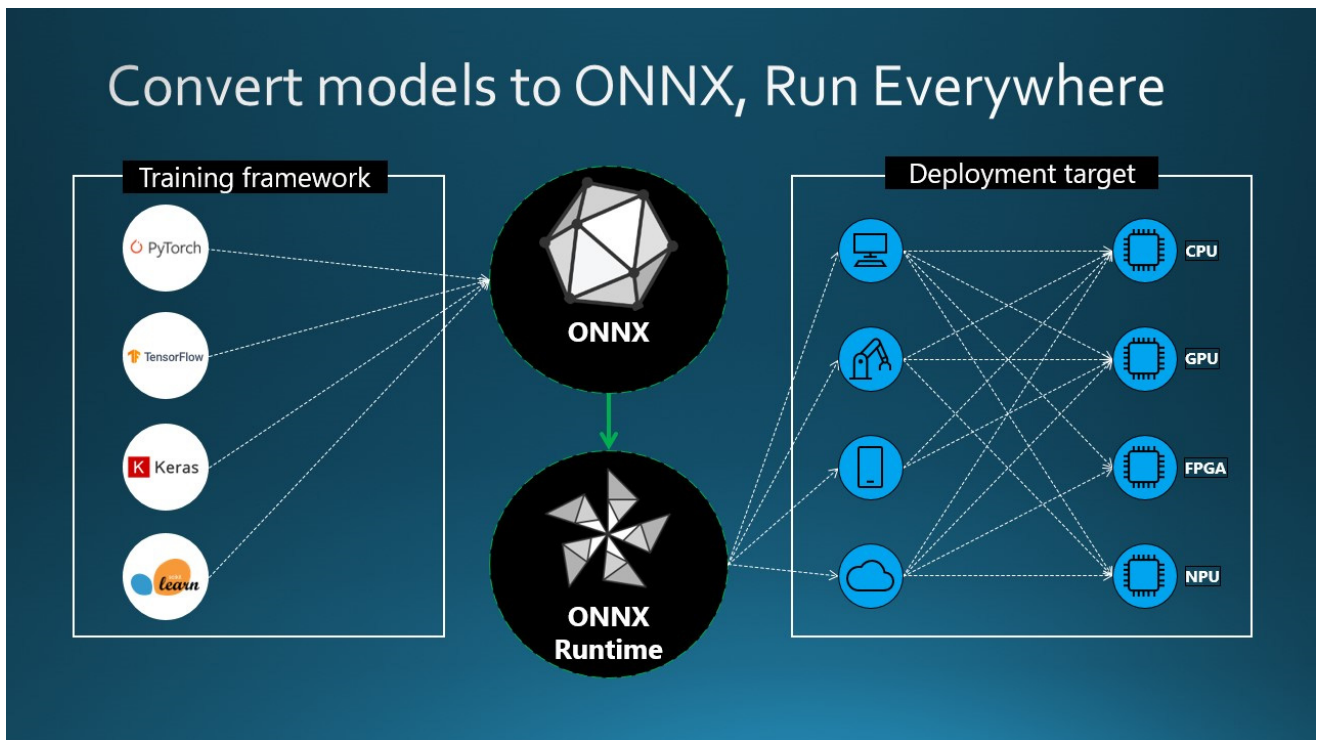 Convert models to ONNX, Run Everywhere
Training framework
PyTorch
TensorFlow
K Keras
learn
ONNX
ONNX
Runtime
Deployment target
CPU
GPU
FPGA
NPU